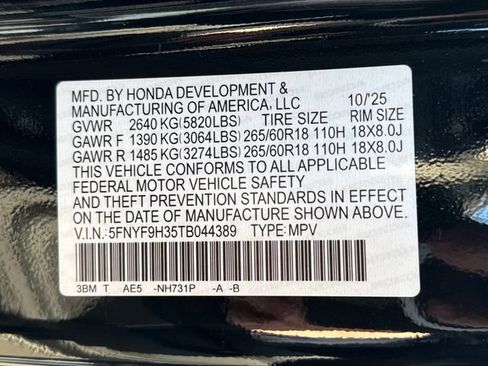 MFD. BY HONDA DEVELOPMENT &
MANUFACTURING OF AMERICA, LLC 10/'25
GVWR 2640 KG(5820LBS) TIRE SIZE RIM SIZE
GAWR F 1390 KG(3064LBS) 265/60R18 110H 18X8.0J
GAWR R 1485 KG(3274LBS) 265/60R18 110H 18X8.0J
THIS VEHICLE CONFORMS TO ALL APPLICABLE
FEDERAL MOTOR VEHICLE SAFETY
AND THEFT PREVENTION STANDARDS IN EFFECT
ON THE DATE OF MANUFACTURE SHOWN ABOVE.
V.I.N.: 5FNYF9H35TB044389 TYPE: MPV
3BM T AE5 -NH731P -A -B